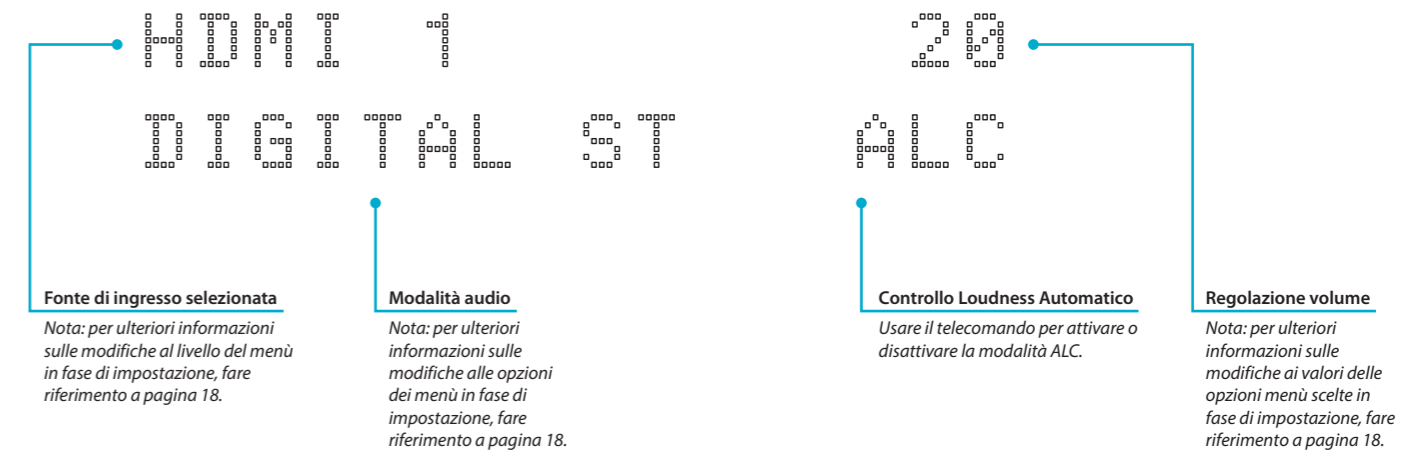 HDMI 1 20
DIGITAL ST ALC
Fonte di ingresso selezionata
Nota: per ulteriori informazioni
sulle modifiche al livello del menù
in fase di impostazione, fare
riferimento a pagina 18.
Modalità audio
Nota: per ulteriori
informazioni sulle
modifiche alle opzioni
dei menù in fase di
impostazione, fare
riferimento a pagina 18.
Controllo Loudness Automatico
Usare il telecomando per attivare o
disattivare la modalità ALC.
Regolazione volume
Nota: per ulteriori
informazioni sulle
modifiche ai valori delle
opzioni menù scelte in
fase di impostazione, fare
riferimento a pagina 18.